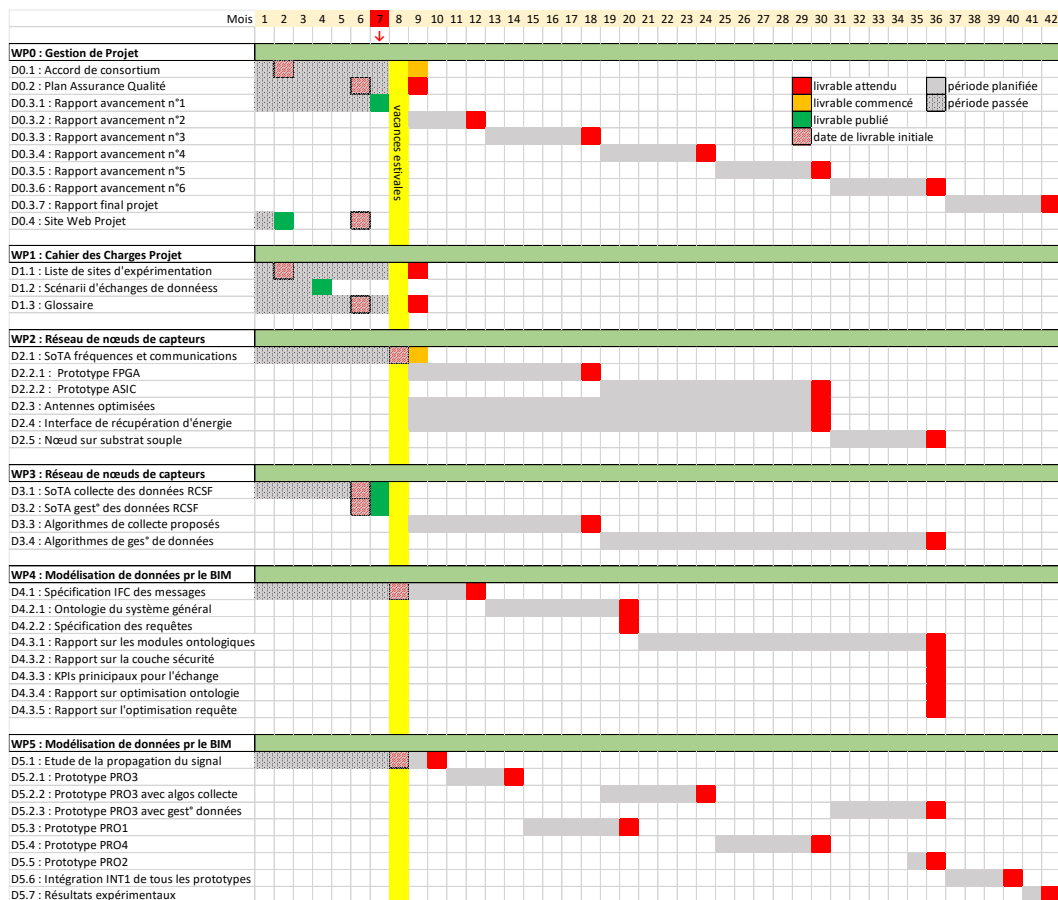 Mois 1 2 3 4 5 6 7 8 9 10 11 12 13 14 15 16 17 18 19 20 21 22 23 24 25 26 27 28 29 30 31 32 33 34 35 36 37 38 39 40 41 42
↓
WP0 : Gestion de Projet
D0.1 : Accord de consortium
D0.2 : Plan Assurance Qualité
livrable attendu
période planifiée
D0.3.1 : Rapport avancement n°1
livrable commencé
période passée
D0.3.2 : Rapport avancement n°2
livrable publié
D0.3.3 : Rapport avancement n°3
date de livrable initiale
D0.3.4 : Rapport avancement n°4
D0.3.5 : Rapport avancement n°5
D0.3.6 : Rapport avancement n°6
D0.3.7 : Rapport final projet
D0.4 : Site Web Projet
vacances estivales
WP1 : Cahier des Charges Projet
D1.1 : Liste de sites d'expérimentation
D1.2 : Scénarii d'échanges de donnéess
D1.3 : Glossaire
WP2 : Réseau de nœuds de capteurs
D2.1 : SoTA fréquences et communications
D2.2.1 : Prototype FPGA
D2.2.2 : Prototype ASIC
D2.3 : Antennes optimisées
D2.4 : Interface de récupération d'énergie
D2.5 : Nœud sur substrat souple
WP3 : Réseau de nœuds de capteurs
D3.1 : SoTA collecte des données RCSF
D3.2 : SoTA gest° des données RCSF
D3.3 : Algorithmes de collecte proposés
D3.4 : Algorithmes de ges° de données
WP4 : Modélisation de données pr le BIM
D4.1 : Spécification IFC des messages
D4.2.1 : Ontologie du système général
D4.2.2 : Spécification des requêtes
D4.3.1 : Rapport sur les modules ontologiques
D4.3.2 : Rapport sur la couche sécurité
D4.3.3 : KPIs prinicipaux pour l'échange
D4.3.4 : Rapport sur optimisation ontologie
D4.3.5 : Rapport sur l'optimisation requête
WP5 : Modélisation de données pr le BIM
D5.1 : Etude de la propagation du signal
D5.2.1 : Prototype PRO3
D5.2.2 : Prototype PRO3 avec algos collecte
D5.2.3 : Prototype PRO3 avec gest° données
D5.3 : Prototype PRO1
D5.4 : Prototype PRO4
D5.5 : Prototype PRO2
D5.6 : Intégration INT1 de tous les prototypes
D5.7 : Résultats expérimentaux